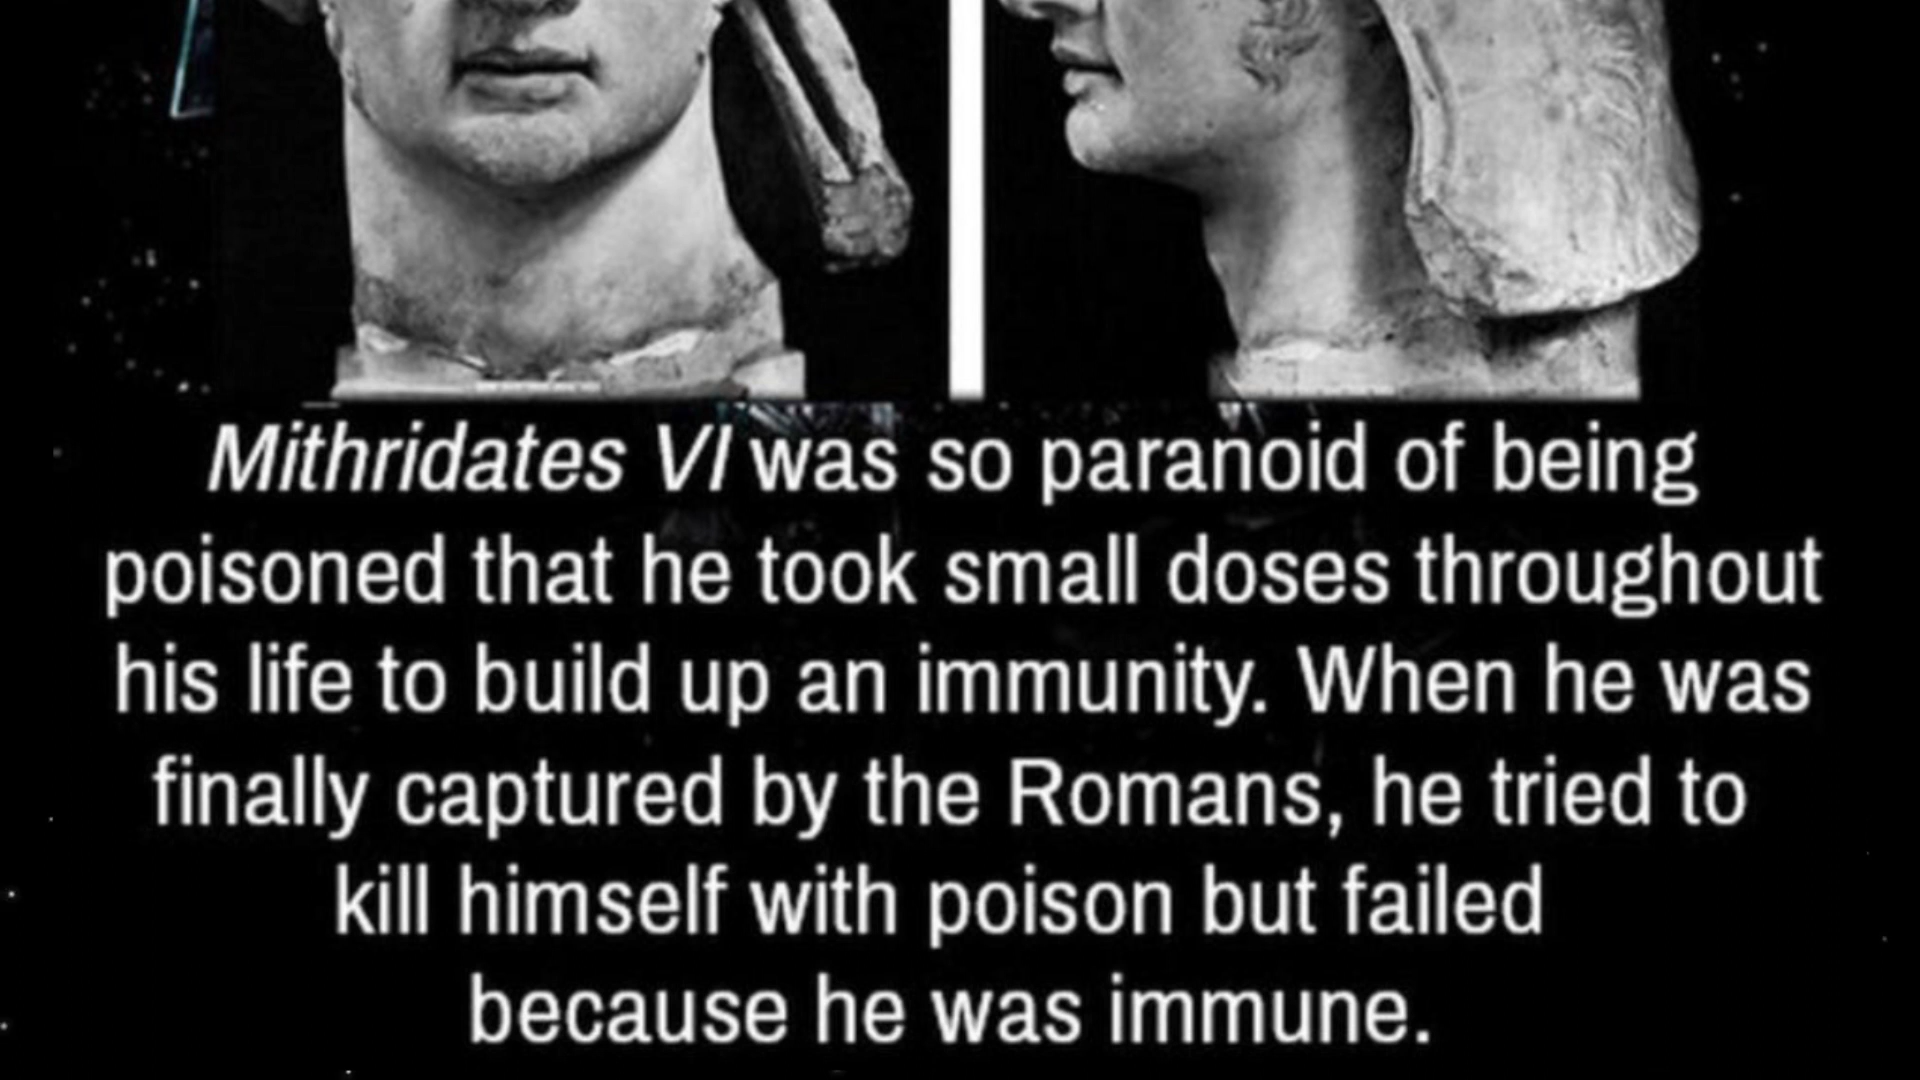 Mithridates VI was so paranoid of being
poisoned that he took small doses throughout
his life to build up an immunity. When he was
finally captured by the Romans, he tried to
kill himself with poison but failed
because he was immune.